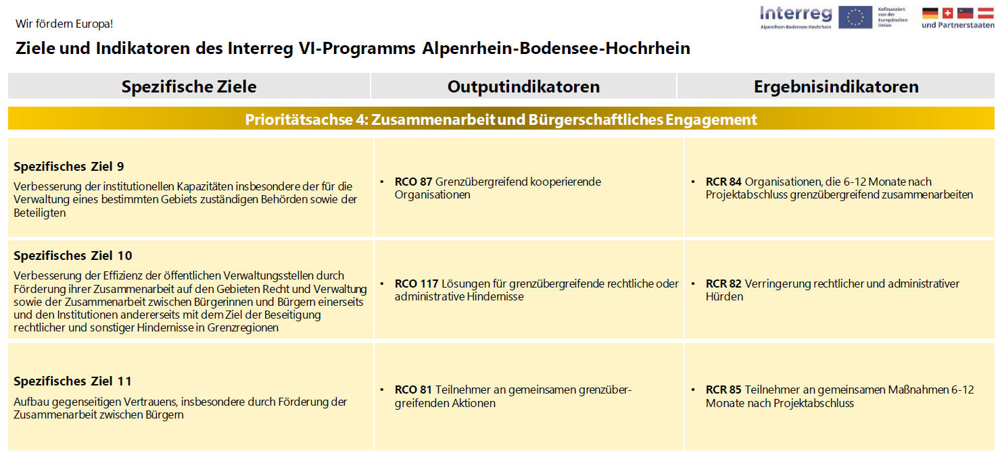 Wir fördern Europa!
Interreg
Alpenrhein-Bodensee-Hochrhein
Kofinanziert
von der
Europäischen
Union
und Partnerstaaten
Ziele und Indikatoren des Interreg VI-Programms Alpenrhein-Bodensee-Hochrhein
Spezifische Ziele
Outputindikatoren
Ergebnisindikatoren
Prioritätsachse 4: Zusammenarbeit und Bürgerschaftliches Engagement
Spezifisches Ziel 9
Verbesserung der institutionellen Kapazitäten insbesondere der für die
Verwaltung eines bestimmten Gebiets zuständigen Behörden sowie der
Beteiligten
• RCO 87 Grenzübergreifend kooperierende
Organisationen
• RCR 84 Organisationen, die 6-12 Monate nach
Projektabschluss grenzübergreifend zusammenarbeiten
Spezifisches Ziel 10
Verbesserung der Effizienz der öffentlichen Verwaltungsstellen durch
Förderung ihrer Zusammenarbeit auf den Gebieten Recht und Verwaltung
sowie der Zusammenarbeit zwischen Bürgerinnen und Bürgern einerseits
und den Institutionen andererseits mit dem Ziel der Beseitigung
rechtlicher und sonstiger Hindernisse in Grenzregionen
• RCO 117 Lösungen für grenzübergreifende rechtliche oder
administrative Hindernisse
• RCR 82 Verringerung rechtlicher und administrativer
Hürden
Spezifisches Ziel 11
Aufbau gegenseitigen Vertrauens, insbesondere durch Förderung der
Zusammenarbeit zwischen Bürgern
• RCO 81 Teilnehmer an gemeinsamen grenzüber-
greifenden Aktionen
• RCR 85 Teilnehmer an gemeinsamen Maßnahmen 6-12
Monate nach Projektabschluss